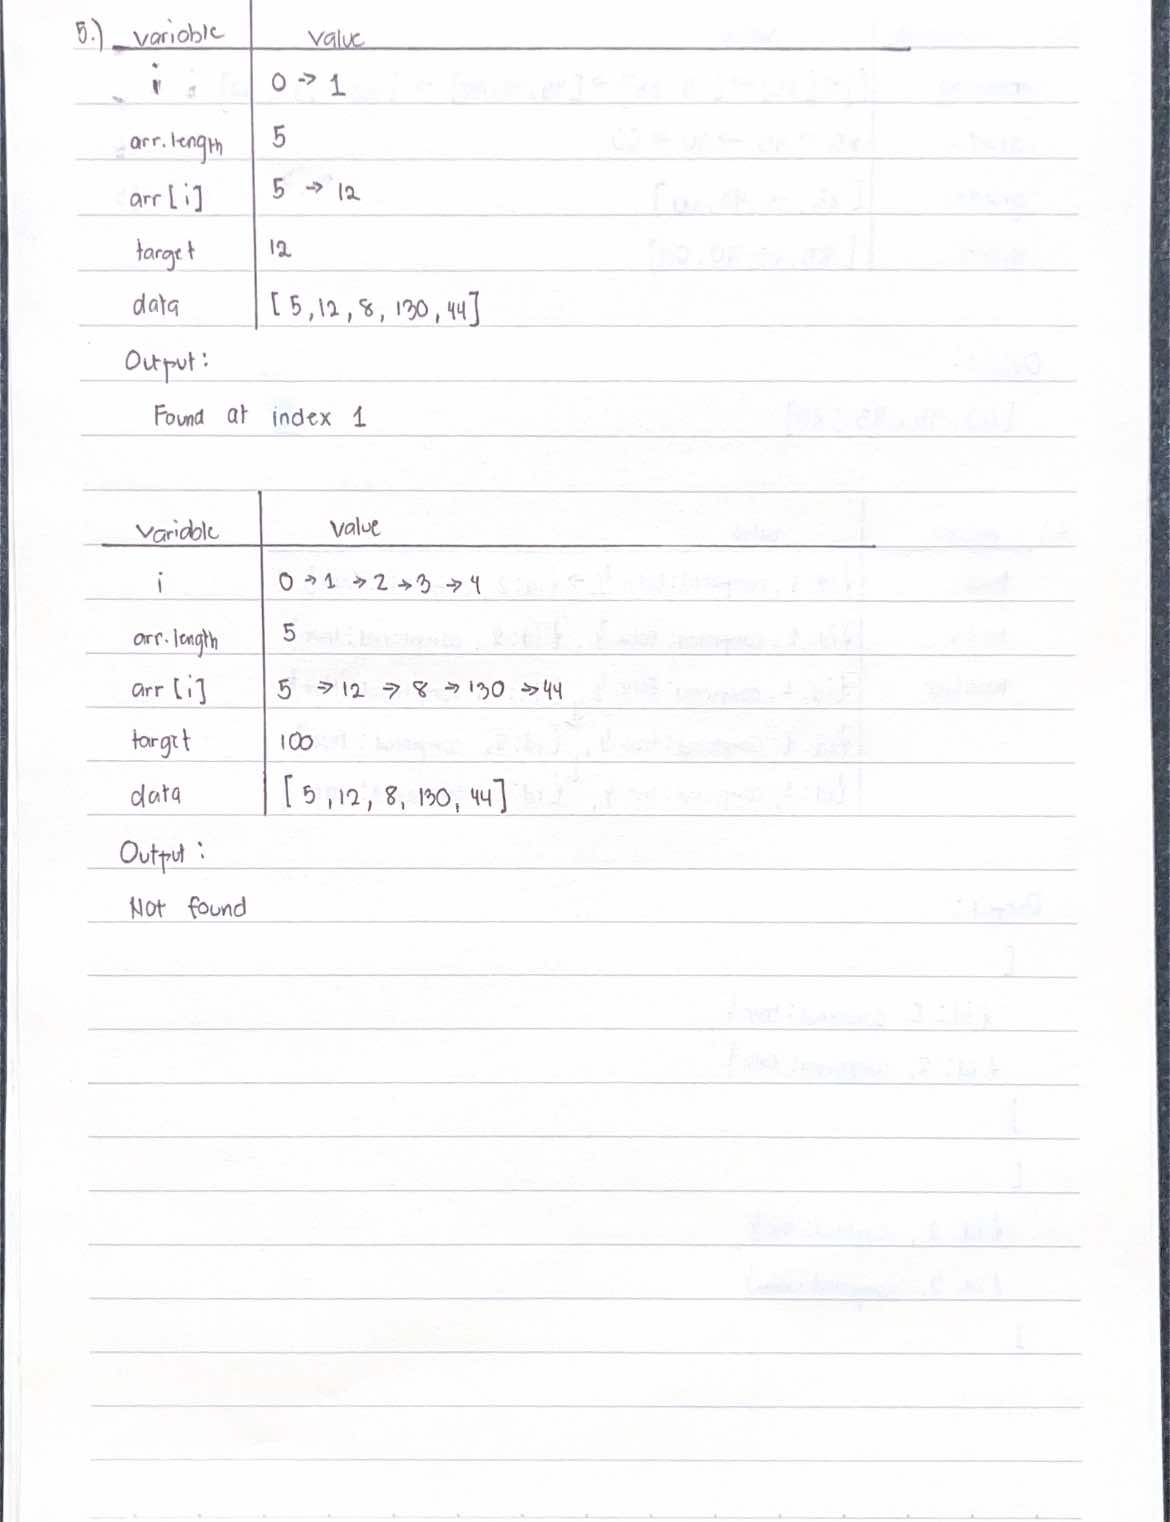 5.) variable value
i 0 → 1
arr.length 5
arr [i] 5 → 12
target 12
data [ 5, 12, 8, 130, 44 ]
Output:
Found at index 1
variable value
i 0 → 1 → 2 → 3 → 4
arr.length 5
arr [i] 5 → 12 → 8 → 130 → 44
target 100
data [ 5, 12, 8, 130, 44 ]
Output :
Not found